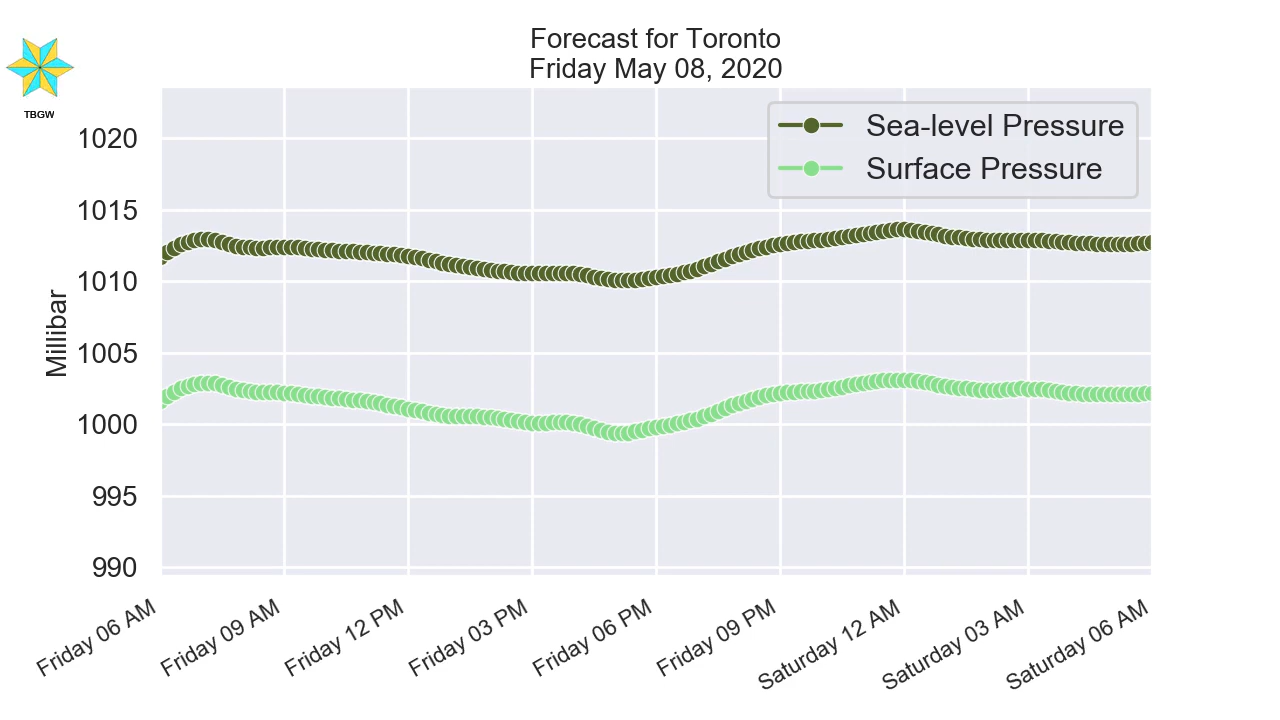 Forecast for Toronto
Friday May 08, 2020
TBGW
Sea-level Pressure
Surface Pressure
Millibar
1020
1015
1010
1005
1000
995
990
Friday 06 AM
Friday 09 AM
Friday 12 PM
Friday 03 PM
Friday 06 PM
Friday 09 PM
Saturday 12 AM
Saturday 03 AM
Saturday 06 AM